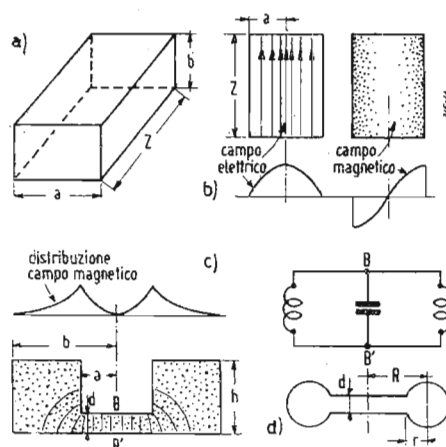 a)
b
Z
a
a
Z
campo
elettrico
campo
magnetico
b)
distribuzione
campo magnetico
c)
b
a
d
B
h
B'
B
B'
d
R
r
d)